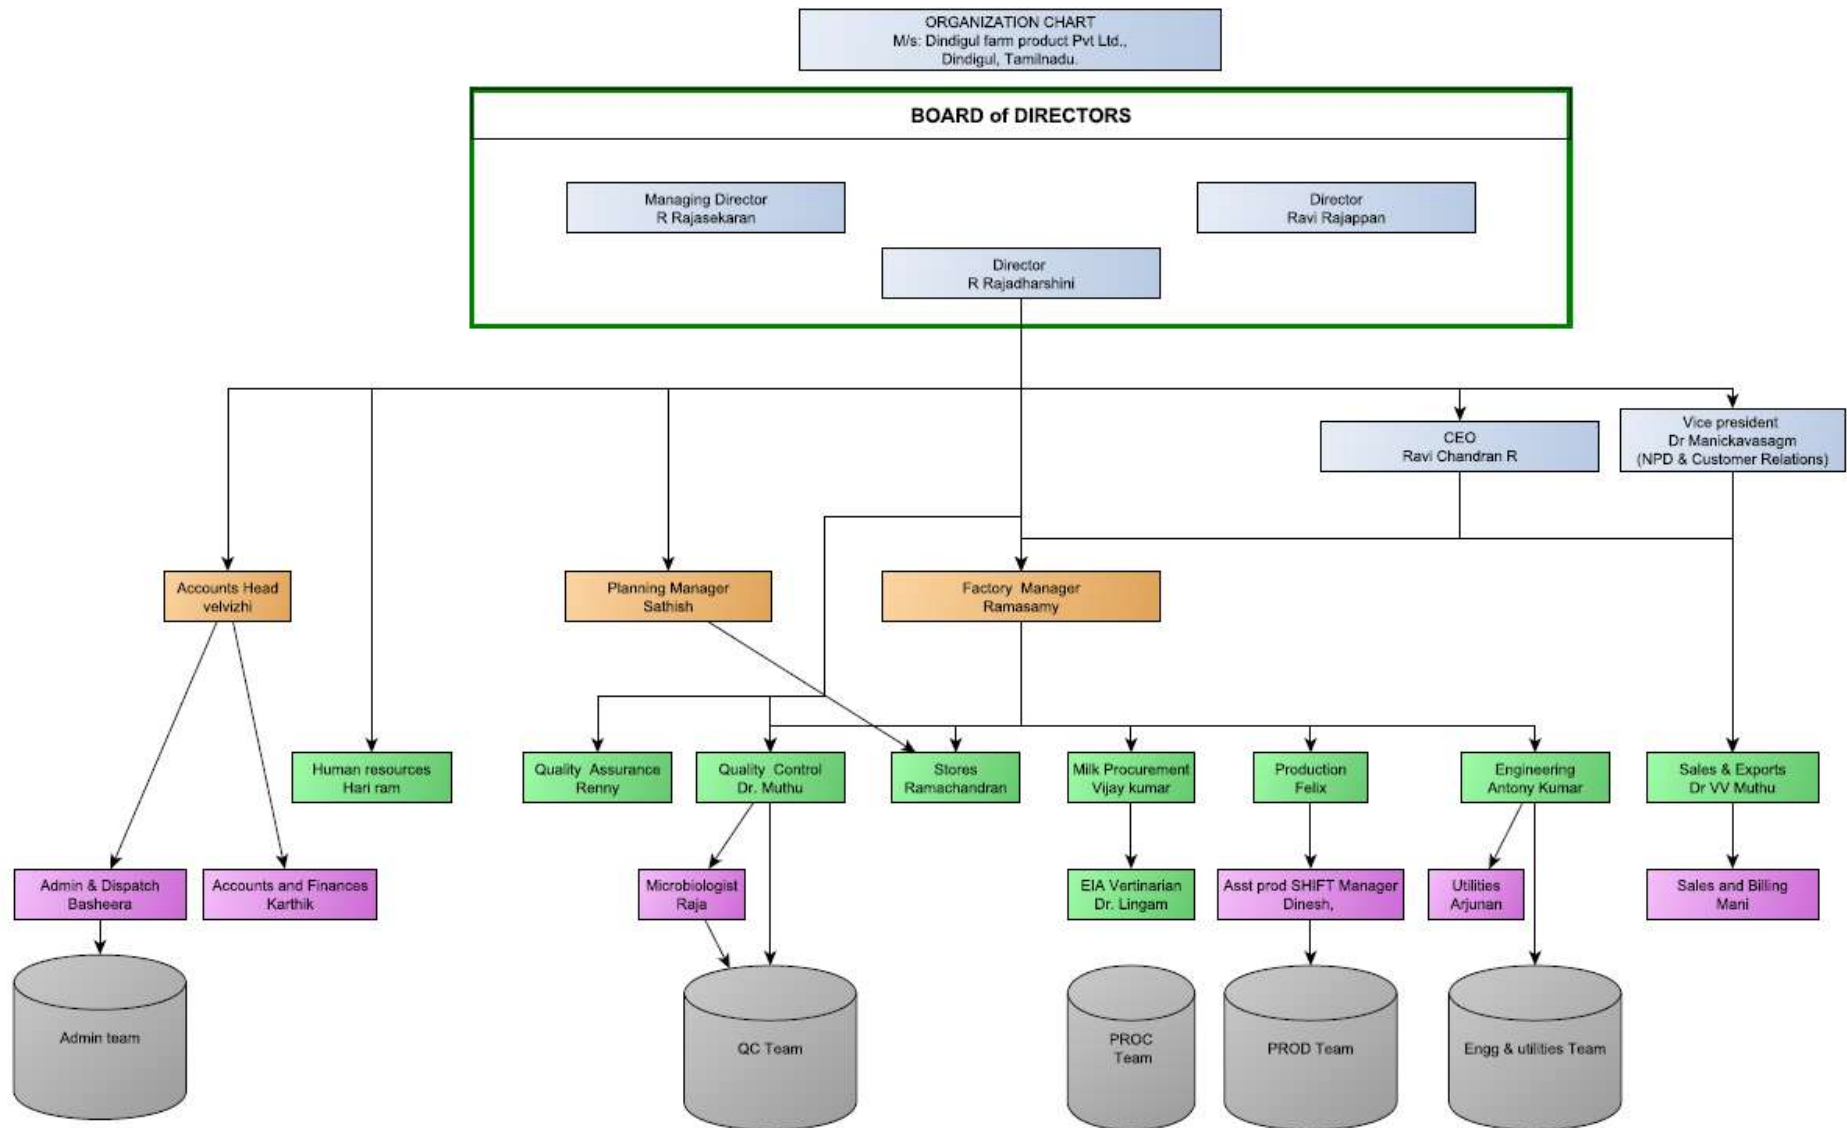 ORGANIZATION CHART
M/s: Dindigul farm product Pvt Ltd.,
Dindigul, Tamilnadu.
BOARD of DIRECTORS
Managing Director
R Rajasekaran
Director
Ravi Rajappan
Director
R Rajadharshini
CEO
Ravi Chandran R
Vice president
Dr Manickavasagm
(NPD & Customer Relations)
Accounts Head
velvizhi
Planning Manager
Sathish
Factory Manager
Ramasamy
Human resources
Hari ram
Quality Assurance
Renny
Quality Control
Dr. Muthu
Stores
Ramachandran
Milk Procurement
Vijay kumar
Production
Felix
Engineering
Antony Kumar
Sales & Exports
Dr VV Muthu
Admin & Dispatch
Basheera
Accounts and Finances
Karthik
Microbiologist
Raja
EIA Vertinarian
Dr. Lingam
Asst prod SHIFT Manager
Dinesh,
Utilities
Arjunan
Sales and Billing
Mani
Admin team
QC Team
PROC
Team
PROD Team
Engg & utilities Team